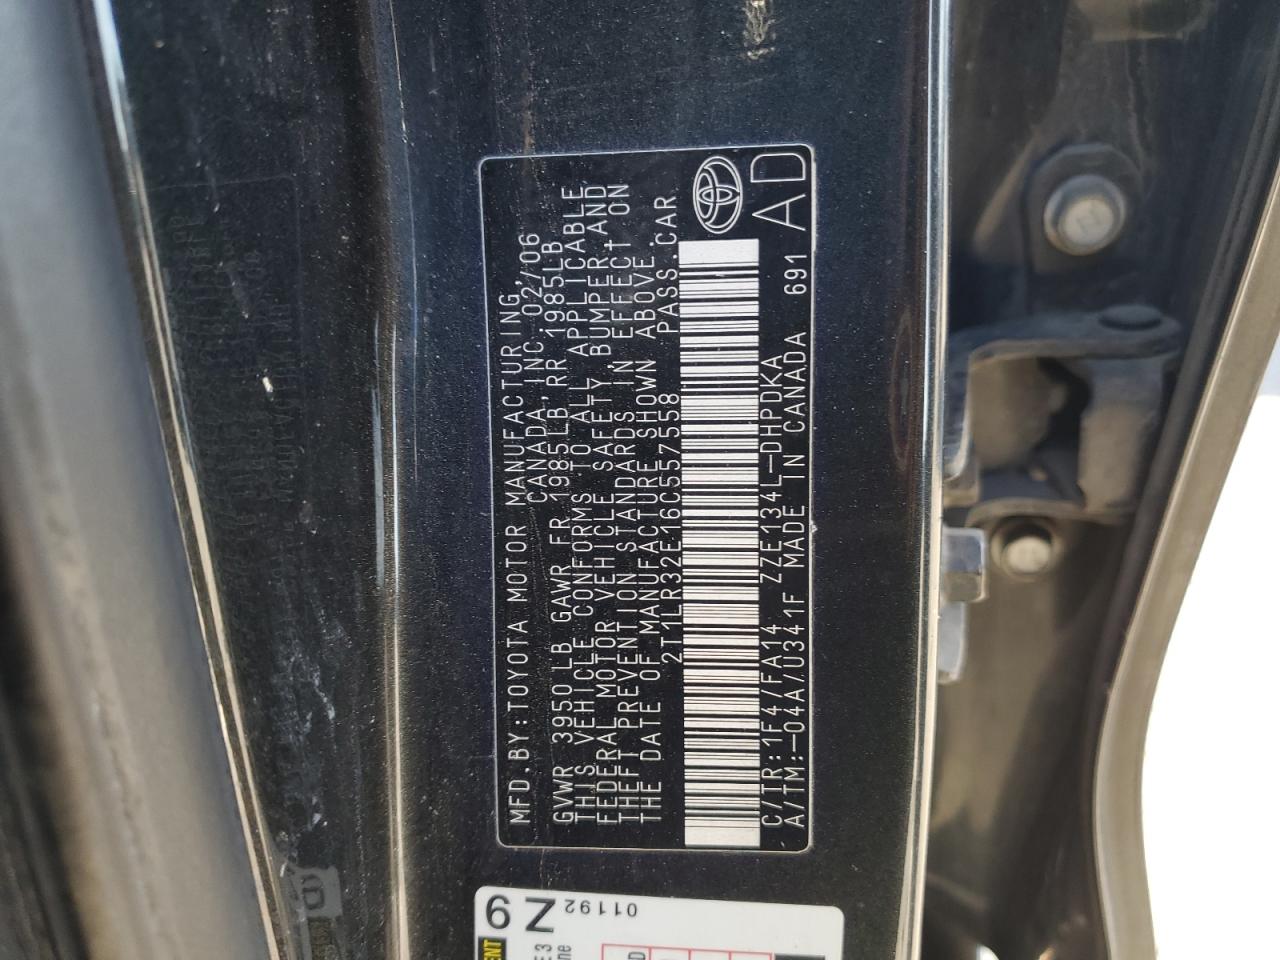 MFD.BY:TOYOTA MOTOR MANUFACTURING
CANADA,INC.02/06
GVWR 3950LB GAWR FR 1985LB RR 1985LB
THIS VEHICLE CONFORMS TO ALL APPLICABLE
FEDERAL MOTOR VEHICLE SAFETY,BUMPER,AND
THEFT PREVENTION STANDARDS IN EFFECT ON
THE DATE OF MANUFACTURE SHOWN ABOVE.
2T1LR32E16C557558 PASS.CAR
C/TR:1F4/FA14 ZZE134L-DHPDKA
A/TM:-04A/U341F MADE IN CANADA 691
AD
Z 9
01192